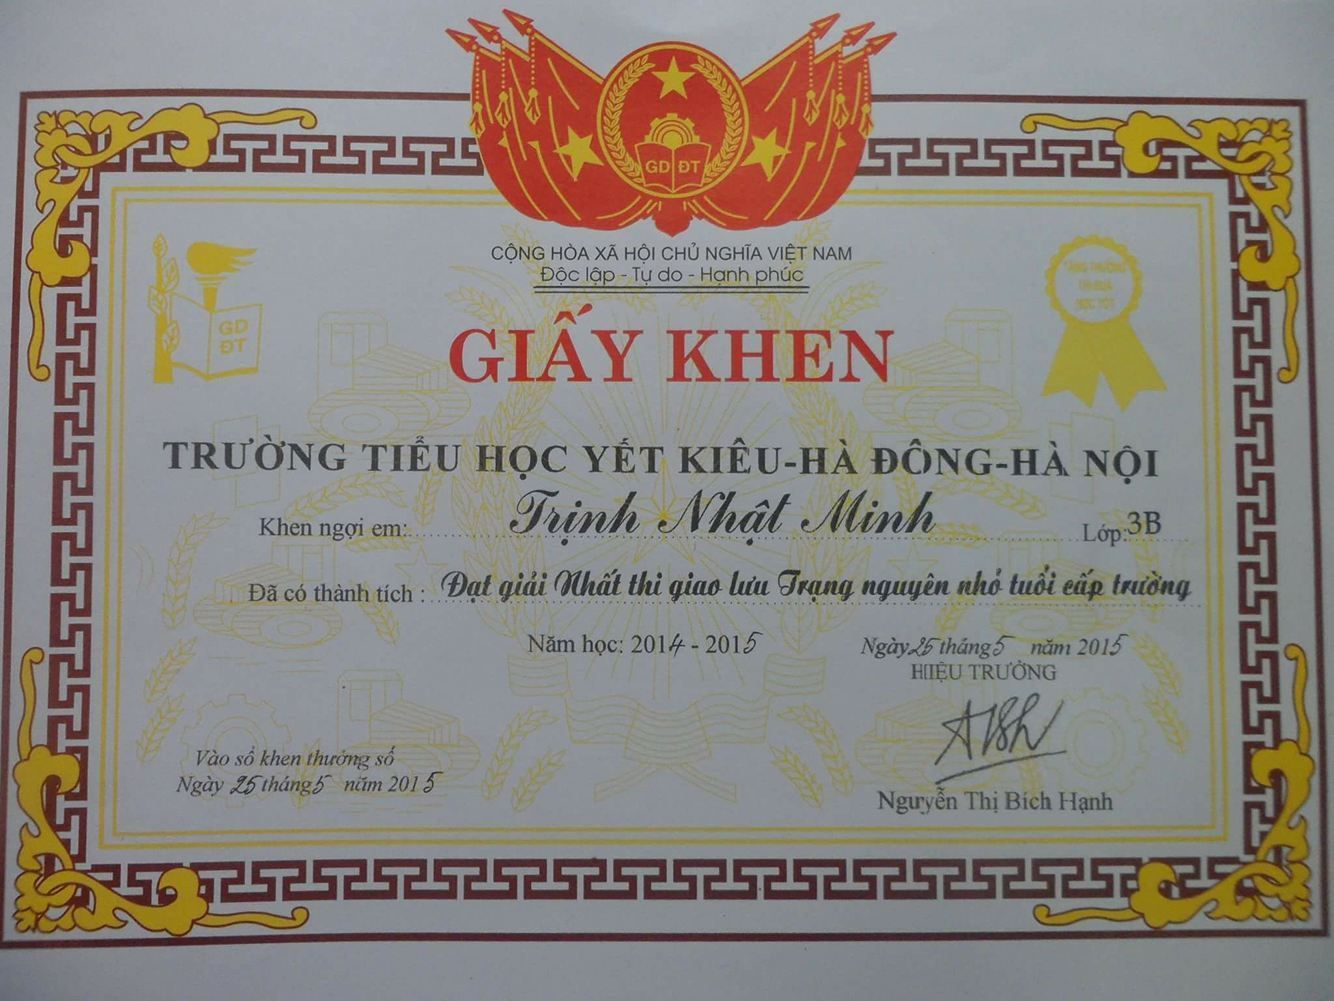 GD ĐT
CỘNG HÒA XÃ HỘI CHỦ NGHĨA VIỆT NAM
Độc lập - Tự do - Hạnh phúc
GD
ĐT
GIẤY KHEN
TRƯỜNG TIỂU HỌC YẾT KIÊU-HÀ ĐÔNG-HÀ NỘI
Khen ngợi em: Trịnh Nhật Minh Lớp: 3B
Đã có thành tích : Đạt giải Nhất thi giao lưu Trạng nguyên nhỏ tuổi cấp trường
Năm học: 2014 - 2015
Ngày 25 tháng 5 năm 2015
HIỆU TRƯỞNG
Vào sổ khen thưởng số
Ngày 25 tháng 5 năm 2015
Nguyễn Thị Bích Hạnh